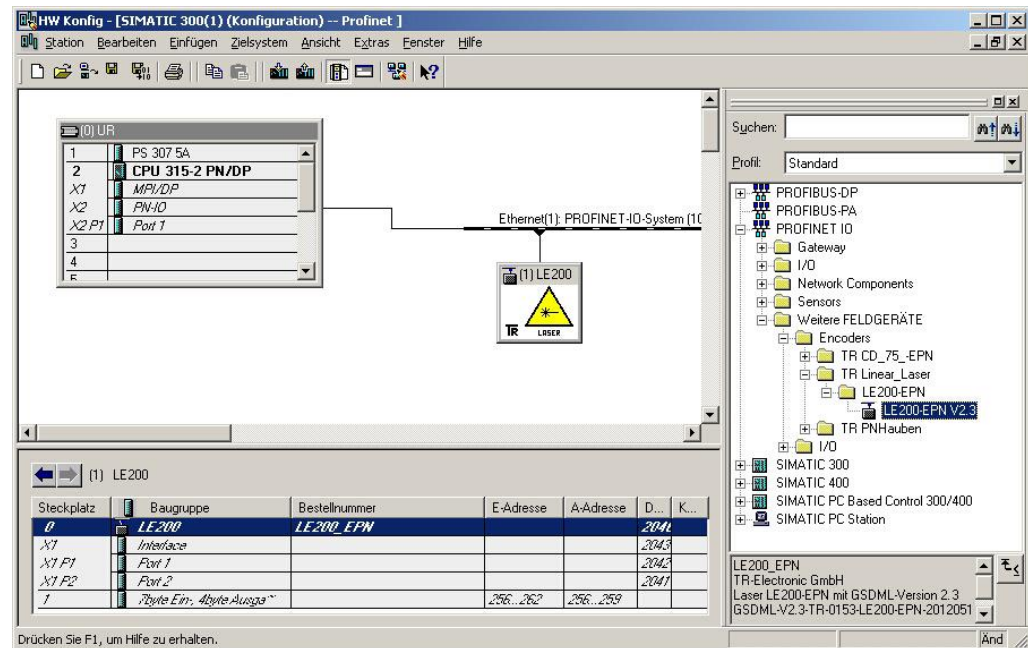 HW Konfig - [SIMATIC 300(1) (Konfiguration) -- Profinet ]
Station Bearbeiten Einfügen Zielsystem Ansicht Extras Fenster Hilfe
(0) UR
1 PS 307 5A
2 CPU 315-2 PN/DP
X1 MPI/DP
X2 PN-IO
X2 P1 Port 1
3
4
5
Ethernet(1): PROFINET-IO-System (10
(1) LE200
TR LASER
Suchen:
Profil: Standard
PROFIBUS-DP
PROFIBUS-PA
PROFINET IO
Gateway
I/O
Network Components
Sensors
Weitere FELDGERÄTE
Encoders
TR CD_75_-EPN
TR Linear_Laser
LE200-EPN
LE200-EPN V2.3
TR PNHauben
I/O
SIMATIC 300
SIMATIC 400
SIMATIC PC Based Control 300/400
SIMATIC PC Station
(1) LE200
Steckplatz Baugruppe Bestellnummer E-Adresse A-Adresse D... K...
0 LE200 LE200_EPN
X1 Interface 2043
X1 P1 Port 1 2042
X1 P2 Port 2 2041
1 7byte Ein-, 4byte Ausga~ 256...262 256...259
LE200_EPN
TR-Electronic GmbH
Laser LE200-EPN mit GSDML-Version 2.3
GSDML-V2.3-TR-0153-LE200-EPN-2012051
Drücken Sie F1, um Hilfe zu erhalten.
Änd